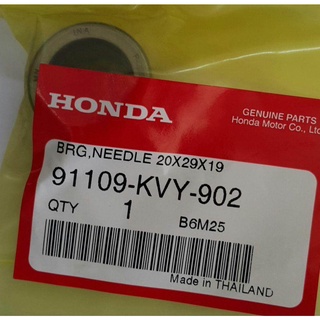 IRA
HONDA
GENUINE PARTS
Honda Motor Co., Ltd.
BRG,NEEDLE 20X29X19
91109-KVY-902
QTY 1 B6M25
Made in THAILAND